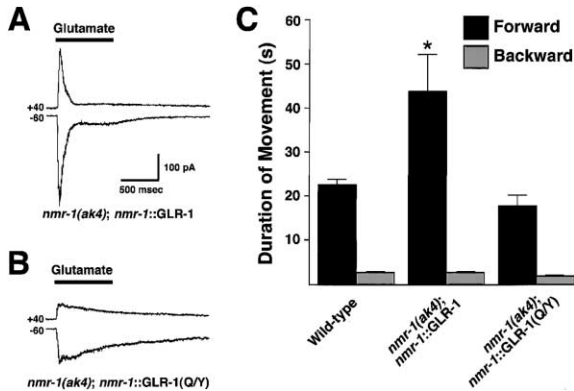 A
Glutamate
+40
-60
100 pA
500 msec
nmr-1(ak4); nmr-1::GLR-1
B
Glutamate
+40
-60
nmr-1(ak4); nmr-1::GLR-1(Q/Y)
C
Duration of Movement (s)
60
50
40
30
20
10
*
Forward
Backward
Wild-type
nmr-1(ak4);
nmr-1::GLR-1
nmr-1(ak4);
nmr-1::GLR-1(Q/Y)